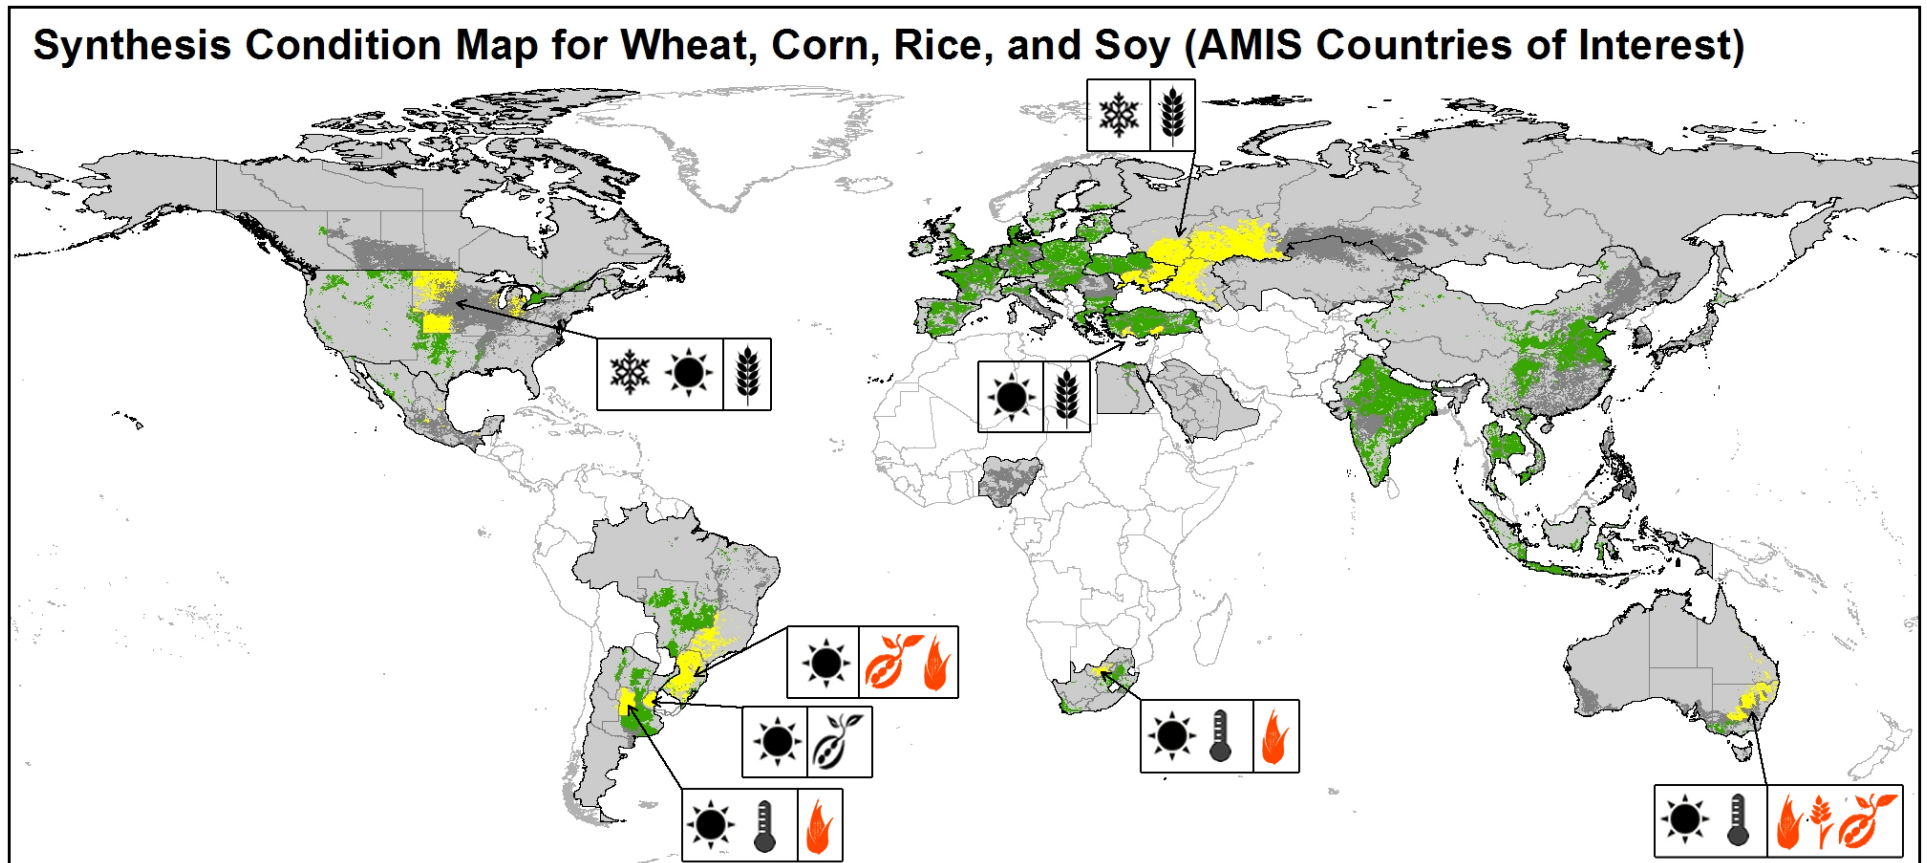 Synthesis Condition Map for Wheat, Corn, Rice, and Soy (AMIS Countries of Interest)